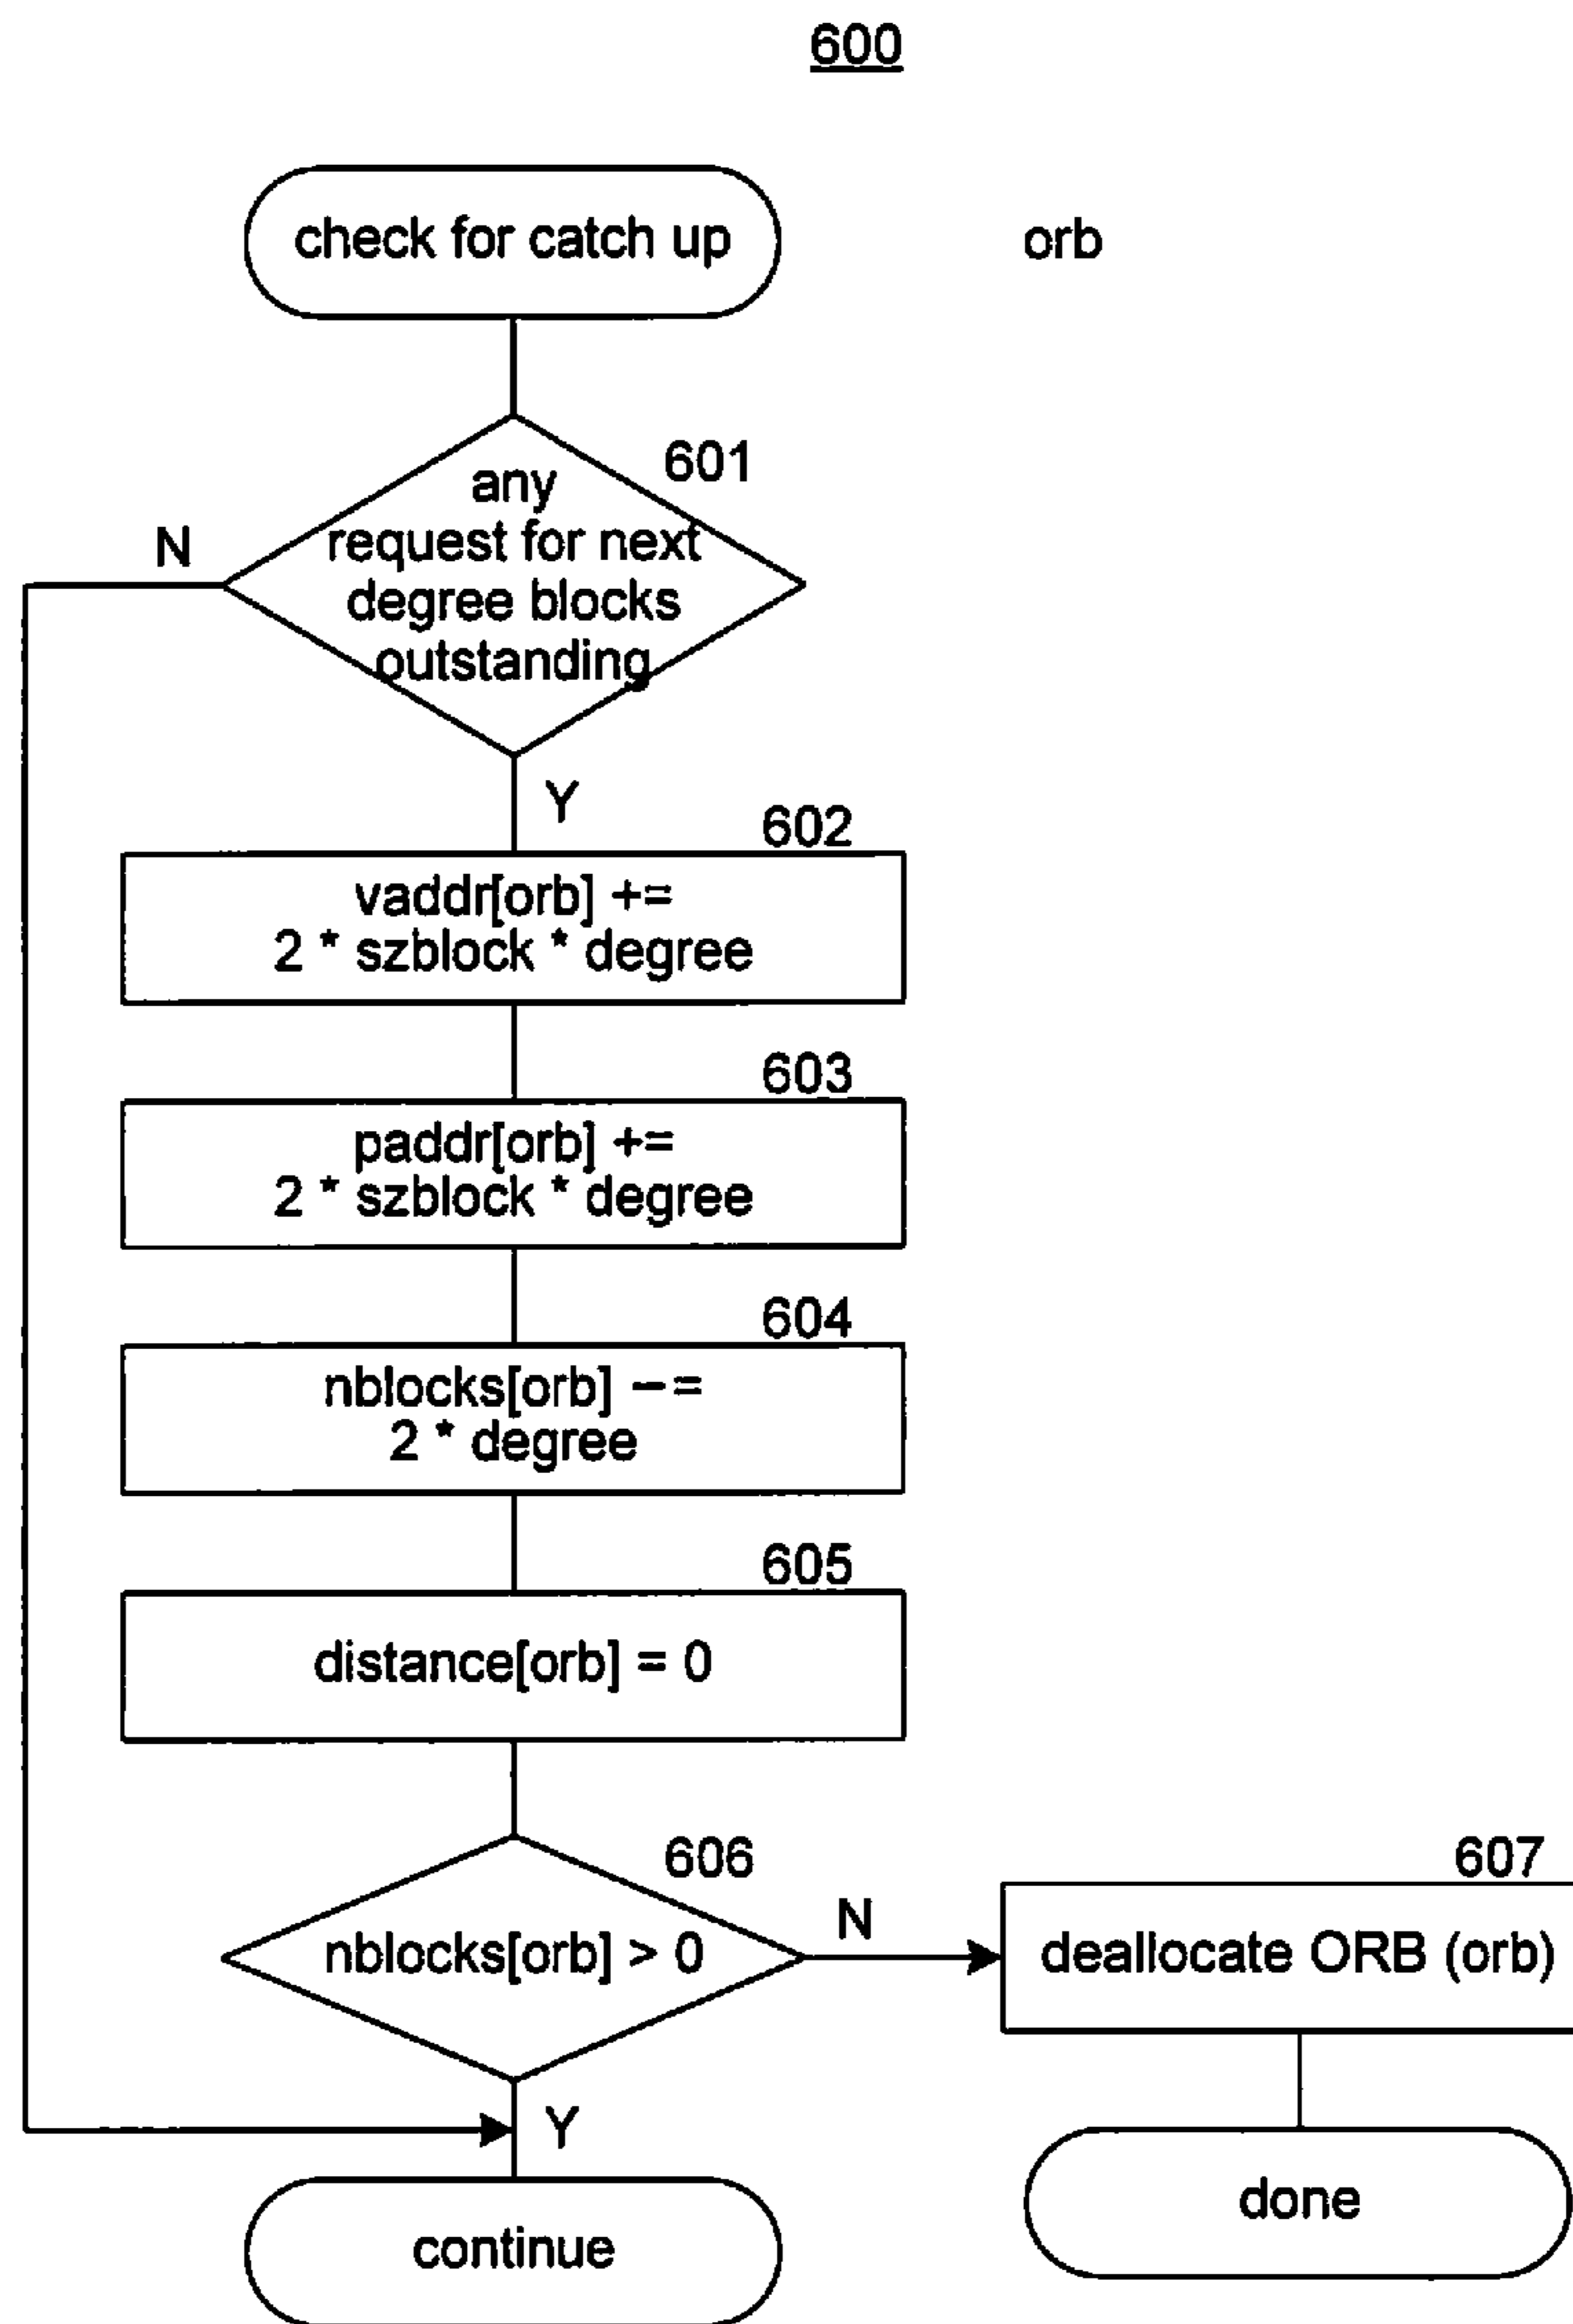 600
check for catch up
orb
601
any
request for next
degree blocks
outstanding
N
Y
602
vaddr[orb] +=
2 * szblock * degree
603
paddr[orb] +=
2 * szblock * degree
604
nblocks[orb] −=
2 * degree
605
distance[orb] = 0
606
nblocks[orb] > 0
N
607
deallocate ORB (orb)
Y
done
continue